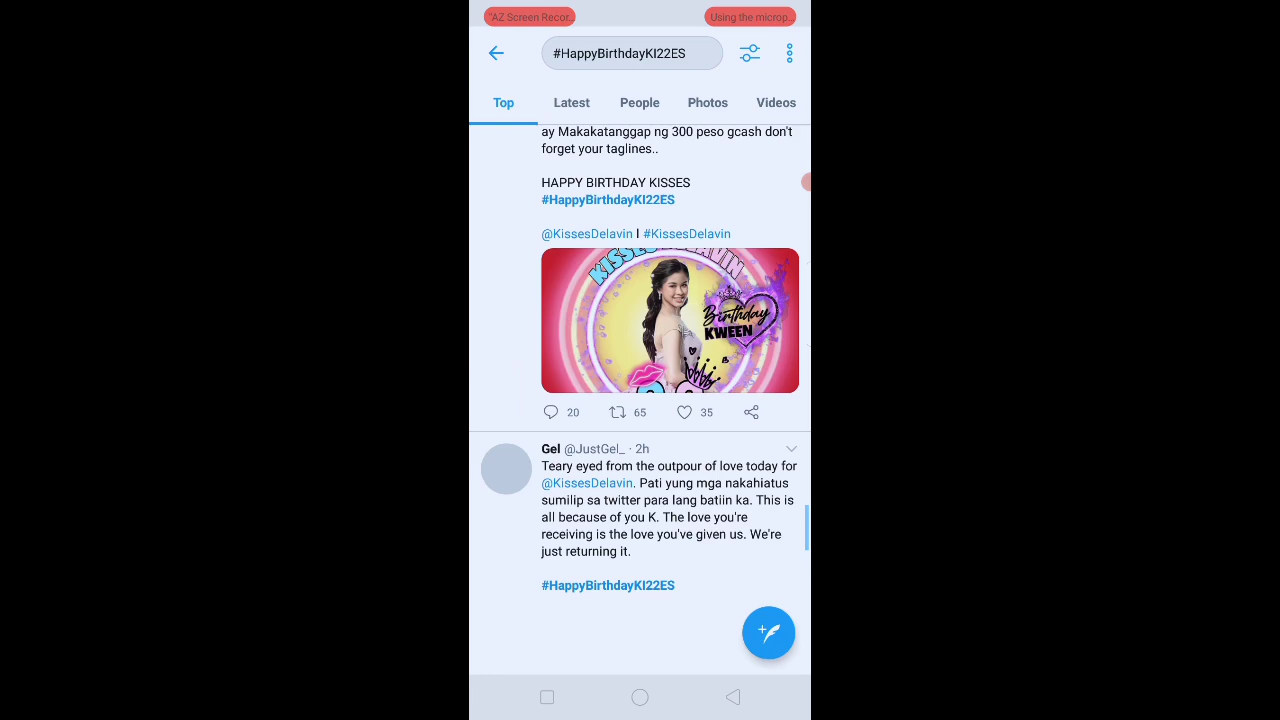 "AZ Screen Recor...
Using the microp...
#HappyBirthdayKI22ES
Top
Latest
People
Photos
Videos
ay Makakatanggap ng 300 peso gcash don't
forget your taglines..
HAPPY BIRTHDAY KISSES
#HappyBirthdayKI22ES
@KissesDelavin l #KissesDelavin
KISSES DELAVIN
Birthday
KWEEN
20
65
35
Gel @JustGel_ · 2h
Teary eyed from the outpour of love today for
@KissesDelavin. Pati yung mga nakahiatus
sumilip sa twitter para lang batiin ka. This is
all because of you K. The love you're
receiving is the love you've given us. We're
just returning it.
#HappyBirthdayKI22ES